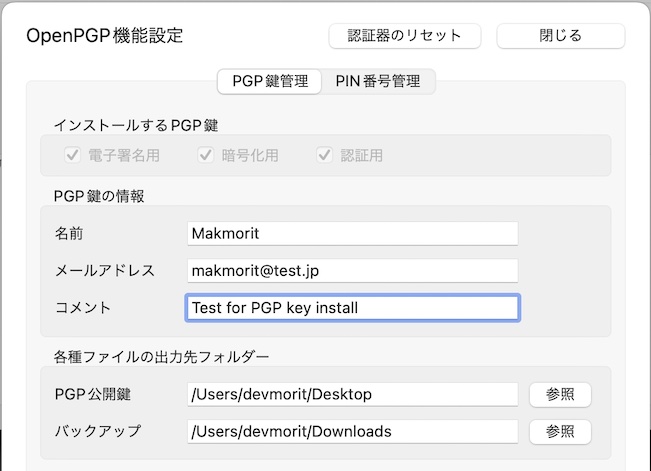 OpenPGP機能設定 認証器のリセット 閉じる
PGP鍵管理 PIN番号管理
インストールするPGP鍵
電子署名用 暗号化用 認証用
PGP鍵の情報
名前 Makmorit
メールアドレス makmorit@test.jp
コメント Test for PGP key install
各種ファイルの出力先フォルダー
PGP公開鍵 /Users/devmorit/Desktop 参照
バックアップ /Users/devmorit/Downloads 参照